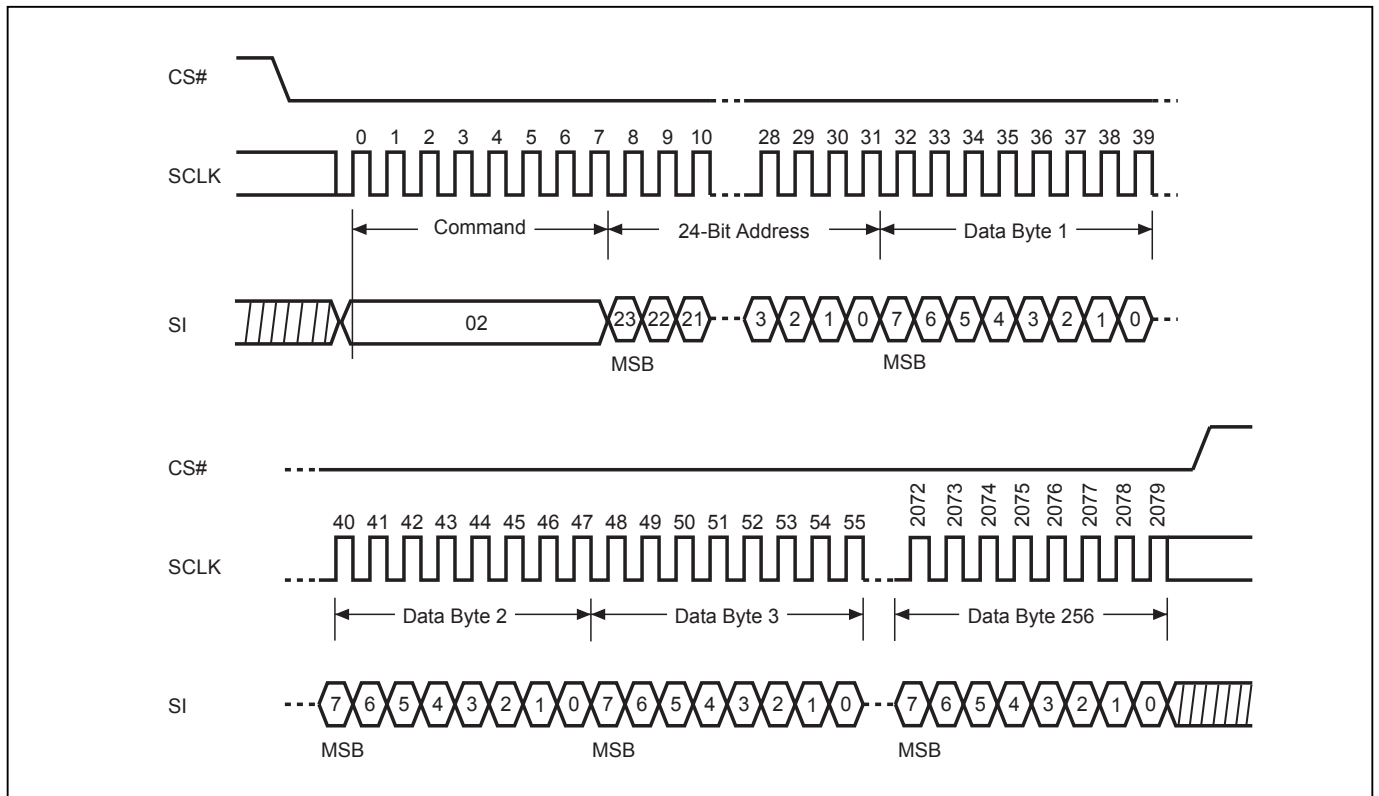 CS#
0 1 2 3 4 5 6 7 8 9 10 28 29 30 31 32 33 34 35 36 37 38 39
SCLK
Command 24-Bit Address Data Byte 1
SI 02 23 22 21 3 2 1 0 7 6 5 4 3 2 1 0
MSB MSB
CS#
2072 2073 2074 2075 2076 2077 2078 2079
40 41 42 43 44 45 46 47 48 49 50 51 52 53 54 55
SCLK
Data Byte 2 Data Byte 3 Data Byte 256
SI 7 6 5 4 3 2 1 0 7 6 5 4 3 2 1 0 7 6 5 4 3 2 1 0
MSB MSB MSB